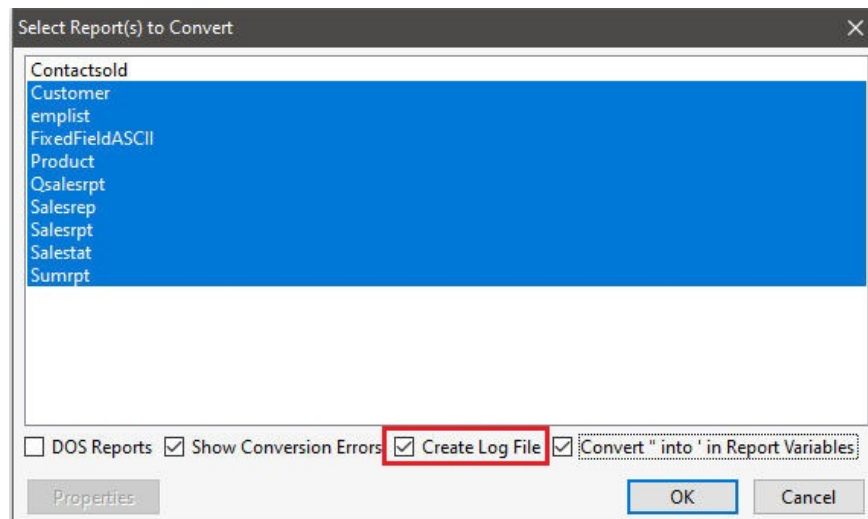 Select Report(s) to Convert
Contactsold
Customer
emplist
FixedFieldASCII
Product
Qsalesrpt
Salesrep
Salesrpt
Salestat
Sumrpt
DOS Reports Show Conversion Errors Create Log File Convert " into ' in Report Variables
Properties OK Cancel